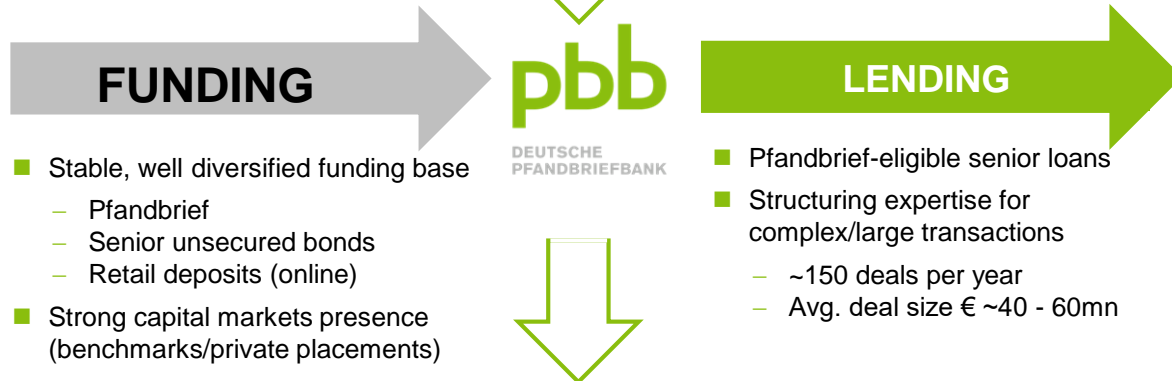 FUNDING
■ Stable, well diversified funding base
– Pfandbrief
– Senior unsecured bonds
– Retail deposits (online)
■ Strong capital markets presence
(benchmarks/private placements)
pbb
DEUTSCHE
PFANDBRIEFBANK
LENDING
■ Pfandbrief-eligible senior loans
■ Structuring expertise for
complex/large transactions
– ~150 deals per year
– Avg. deal size € ~40 - 60mn